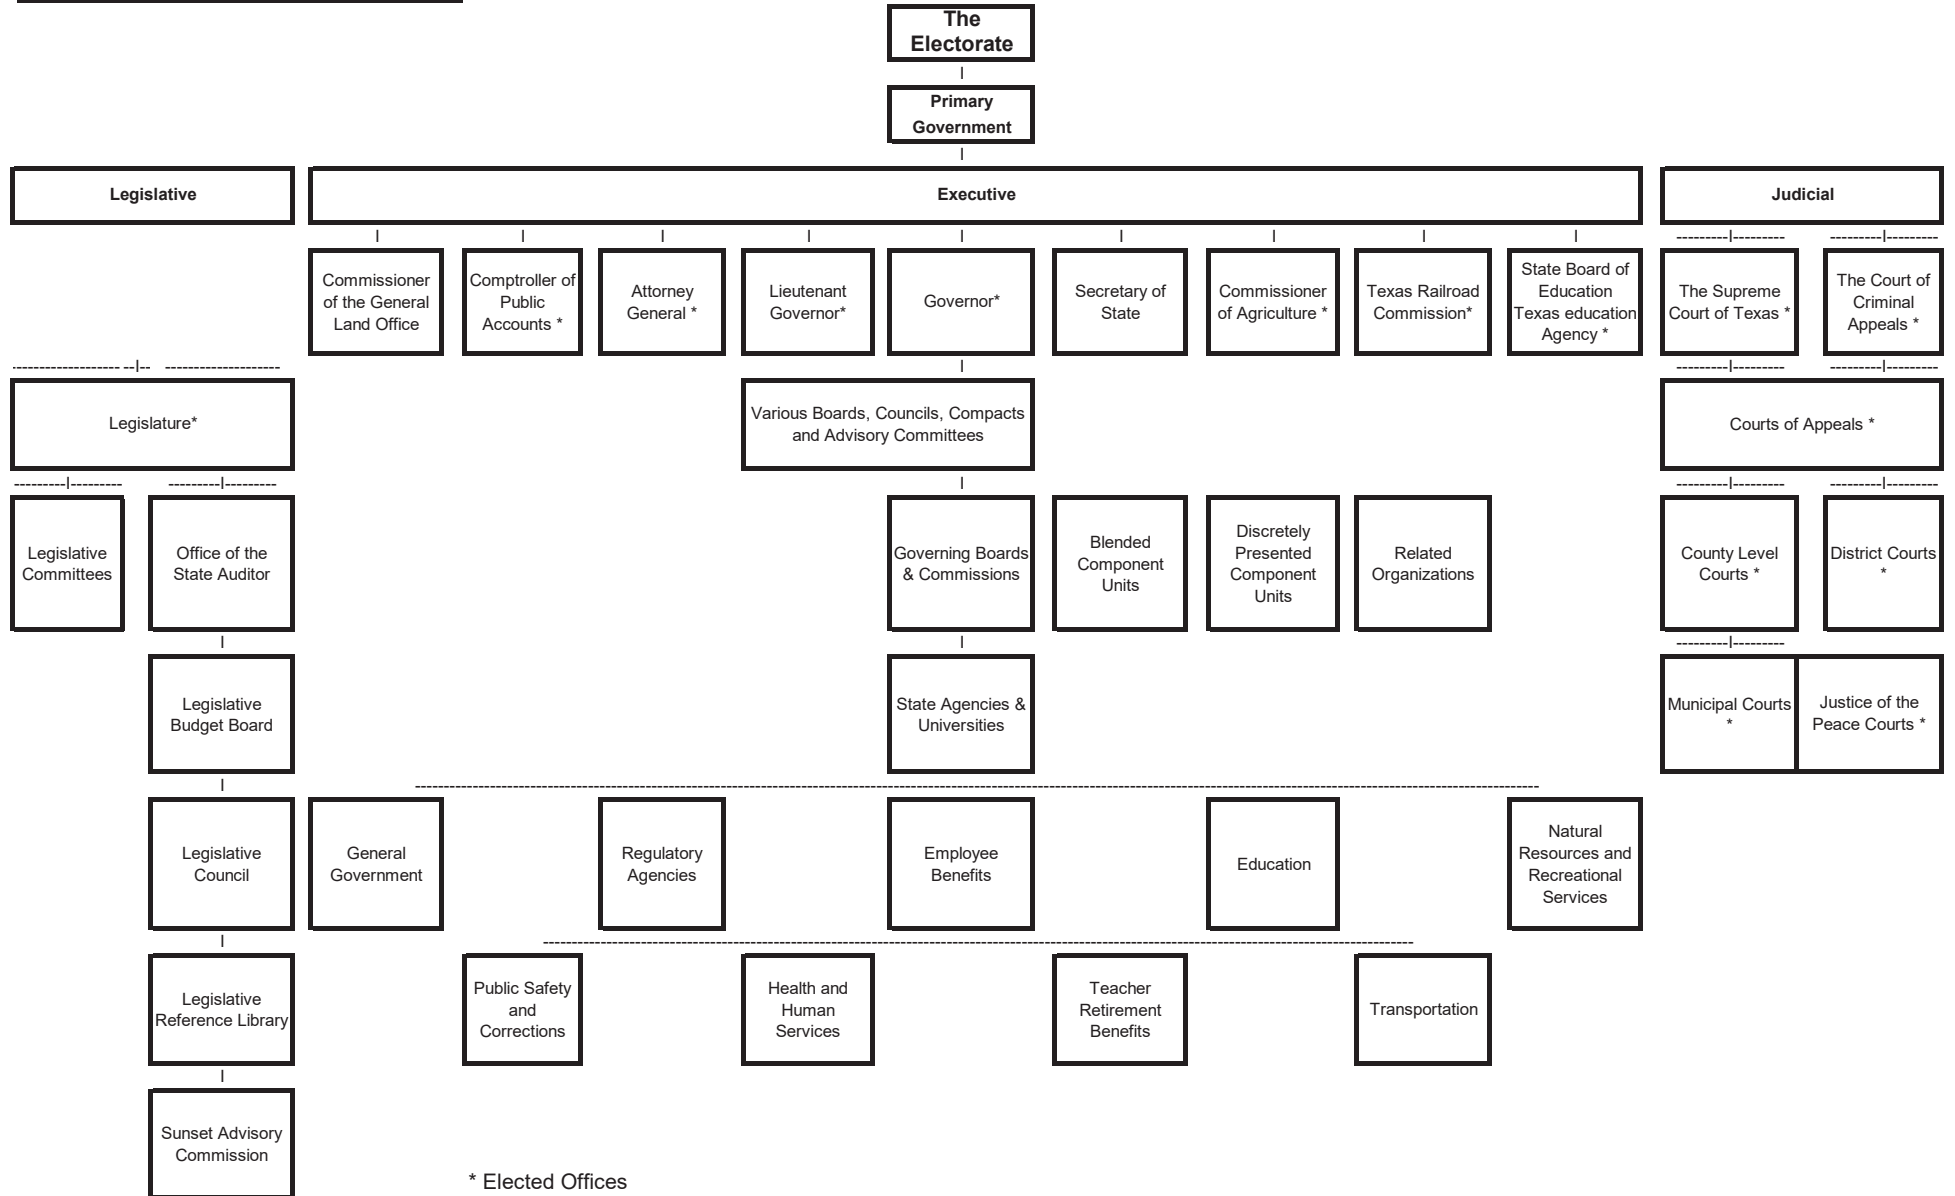 The
Electorate
Primary
Government
Legislative
Executive
Judicial
Commissioner
of the General
Land Office
Comptroller of
Public
Accounts *
Attorney
General *
Lieutenant
Governor*
Governor*
Secretary of
State
Commissioner
of Agriculture *
Texas Railroad
Commission*
State Board of
Education
Texas education
Agency *
The Supreme
Court of Texas *
The Court of
Criminal
Appeals *
Legislature*
Various Boards, Councils, Compacts
and Advisory Committees
Courts of Appeals *
Legislative
Committees
Office of the
State Auditor
Governing Boards
& Commissions
Blended
Component
Units
Discretely
Presented
Component
Units
Related
Organizations
County Level
Courts *
District Courts
*
Legislative
Budget Board
State Agencies &
Universities
Municipal Courts
*
Justice of the
Peace Courts *
Legislative
Council
General
Government
Regulatory
Agencies
Employee
Benefits
Education
Natural
Resources and
Recreational
Services
Legislative
Reference Library
Public Safety
and
Corrections
Health and
Human
Services
Teacher
Retirement
Benefits
Transportation
Sunset Advisory
Commission
* Elected Offices